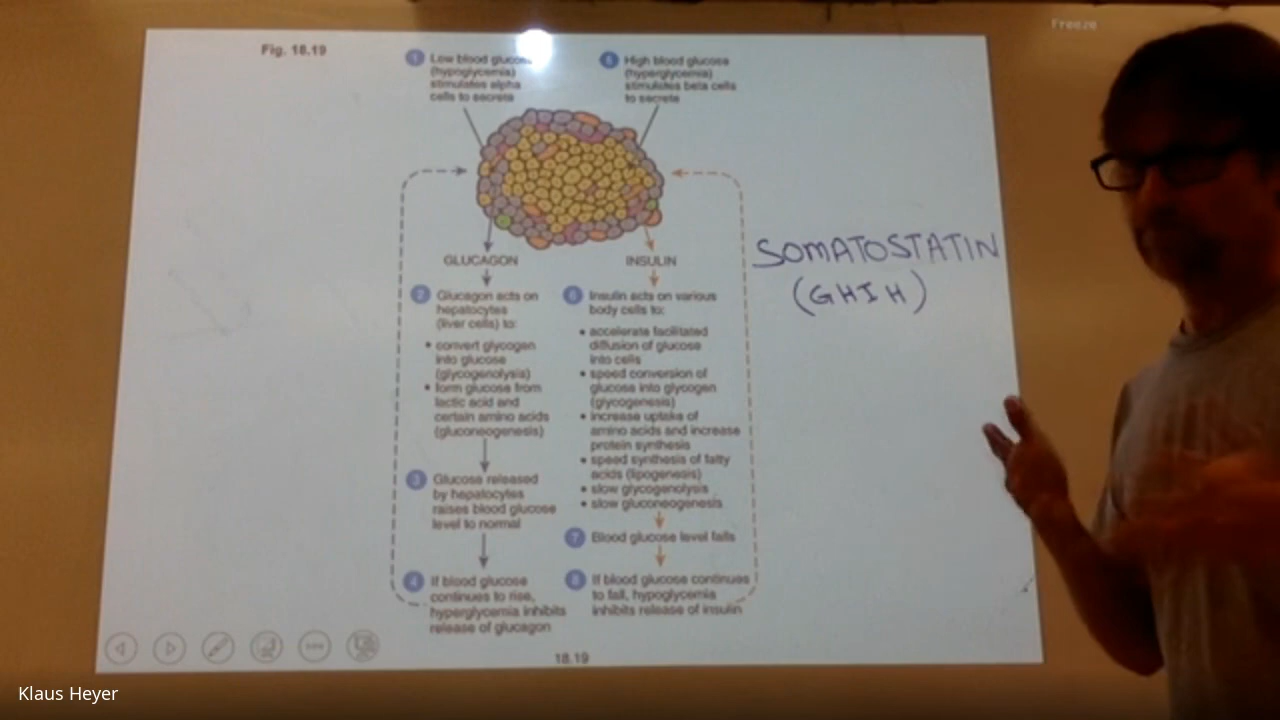 Freeze
Fig. 18.19
1 Low blood glucose
(hypoglycemia)
stimulates alpha
cells to secrete
5 High blood glucose
(hyperglycemia)
stimulates beta cells
to secrete
GLUCAGON
INSULIN
2 Glucagon acts on
hepatocytes
(liver cells) to:
• convert glycogen
into glucose
(glycogenolysis)
• form glucose from
lactic acid and
certain amino acids
(gluconeogenesis)
3 Glucose released
by hepatocytes
raises blood glucose
level to normal
4 If blood glucose
continues to rise,
hyperglycemia inhibits
release of glucagon
6 Insulin acts on various
body cells to:
• accelerate facilitated
diffusion of glucose
into cells
• speed conversion of
glucose into glycogen
(glycogenesis)
• increase uptake of
amino acids and increase
protein synthesis
• speed synthesis of fatty
acids (lipogenesis)
• slow glycogenolysis
• slow gluconeogenesis
7 Blood glucose level falls
8 If blood glucose continues
to fall, hypoglycemia
inhibits release of insulin
SOMATOSTATIN
(GHIH)
18.19
Klaus Heyer